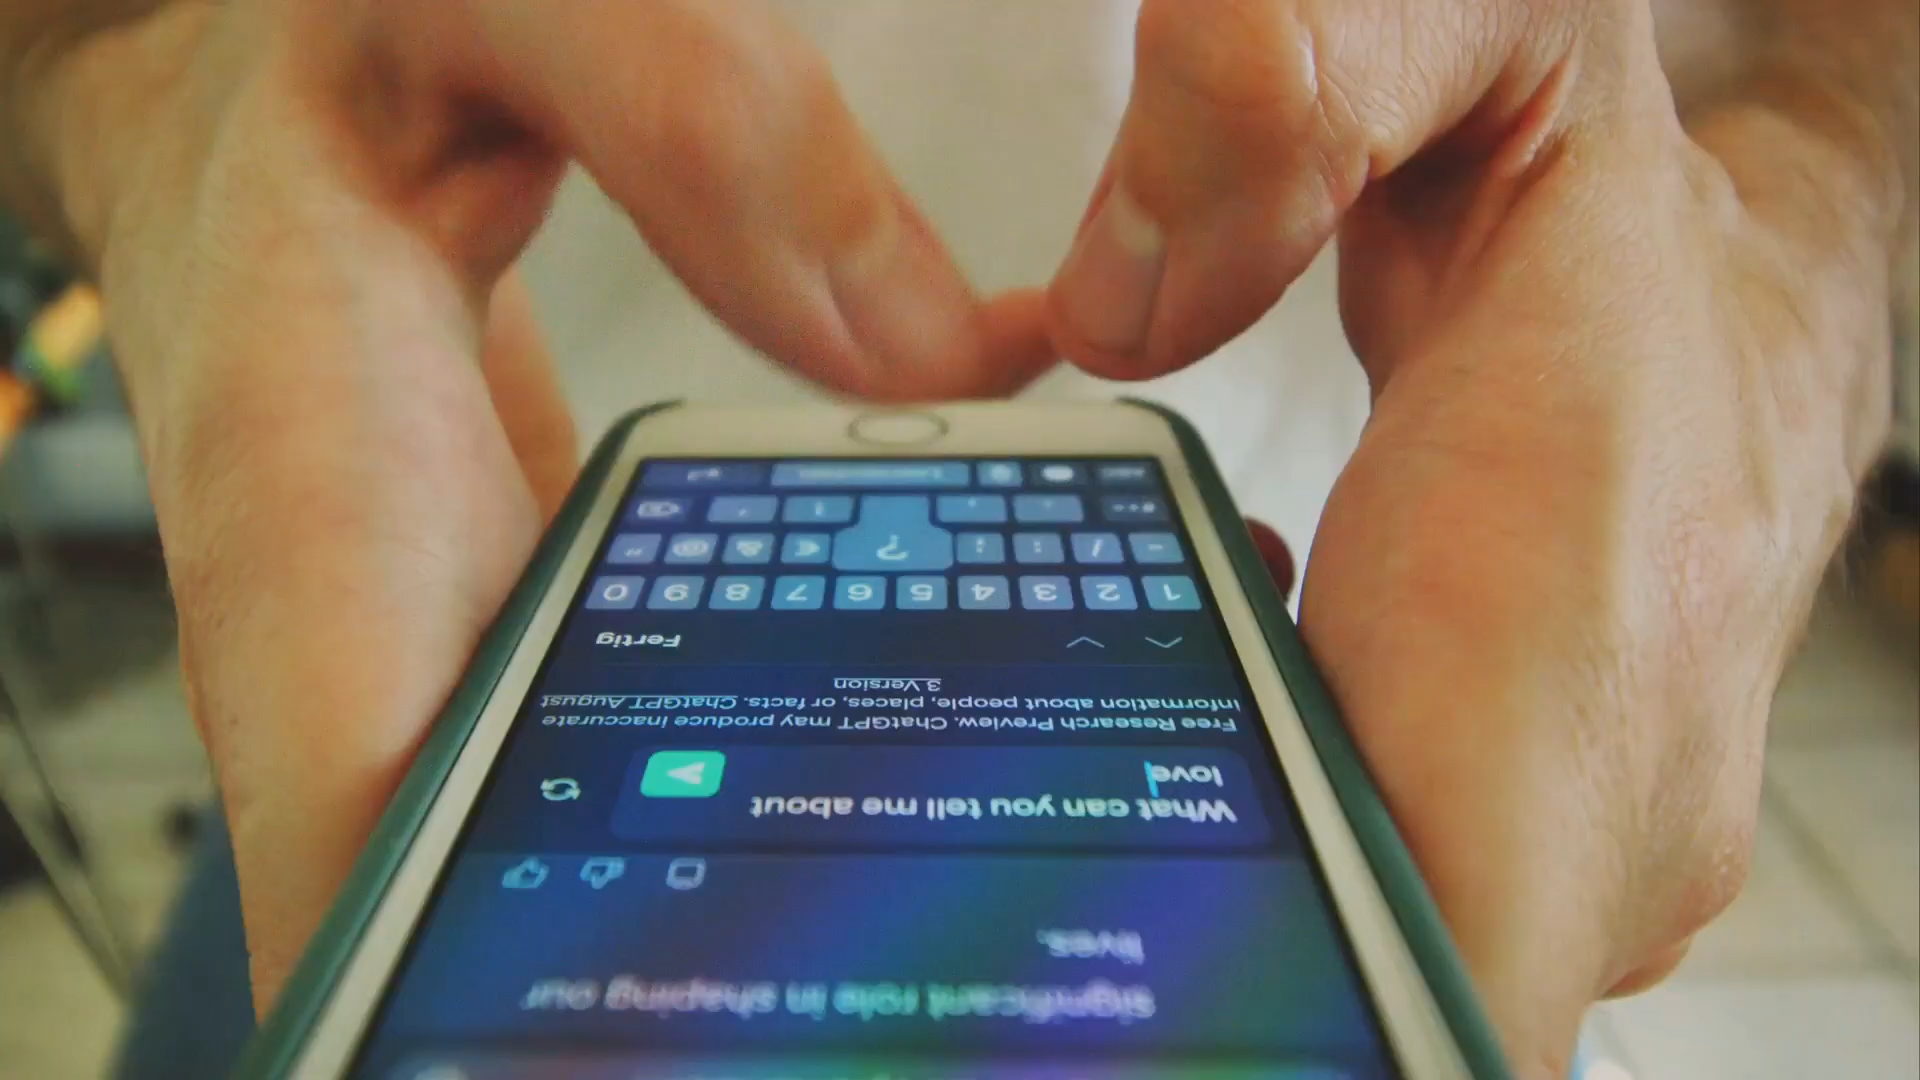 significant role in shaping our
lives.
What can you tell me about
love
Free Research Preview. ChatGPT may produce inaccurate
information about people, places, or facts. ChatGPT August
3 Version
Fertig
1 2 3 4 5 6 7 8 9 0
- / : ; ? € & @ "
#+= . , ! '